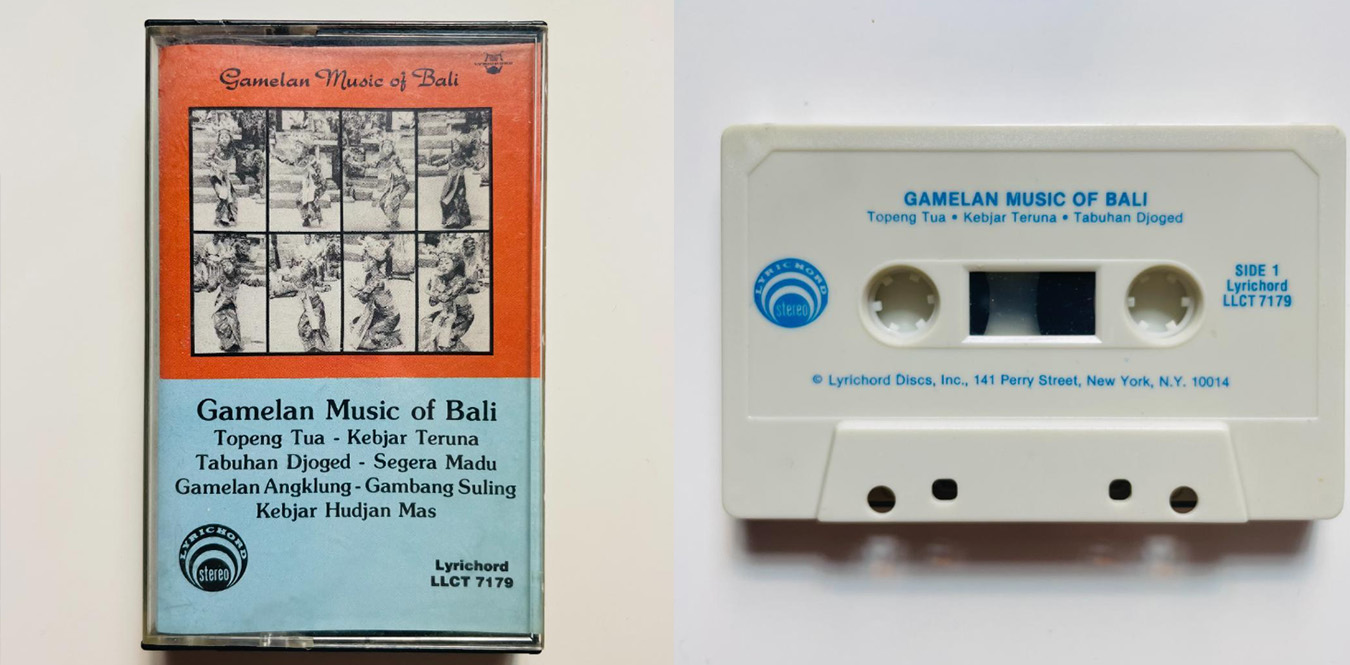 Gamelan Music of Bali
LYRICHORD
Gamelan Music of Bali
Topeng Tua - Kebjar Teruna
Tabuhan Djoged - Segera Madu
Gamelan Angklung - Gambang Suling
Kebjar Hudjan Mas
LYRICHORD
stereo
Lyrichord
LLCT 7179
GAMELAN MUSIC OF BALI
Topeng Tua • Kebjar Teruna • Tabuhan Djoged
LYRICHORD
stereo
SIDE 1
Lyrichord
LLCT 7179
© Lyrichord Discs, Inc., 141 Perry Street, New York, N.Y. 10014